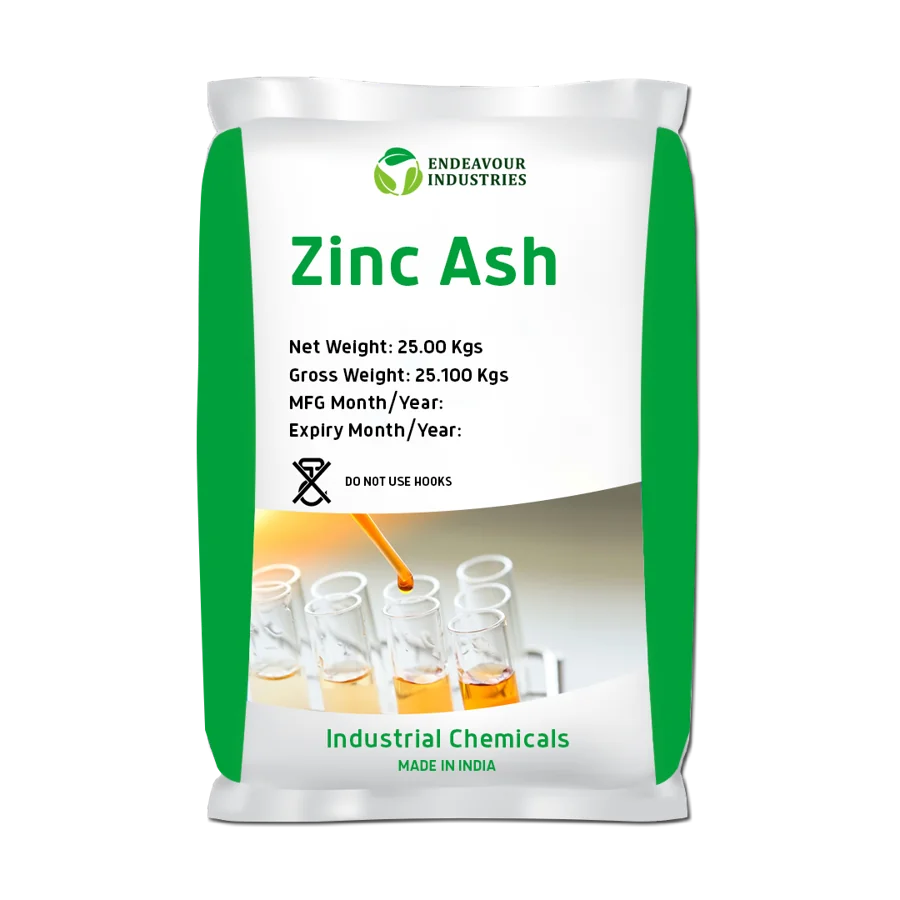 ENDEAVOUR
INDUSTRIES
Zinc Ash
Net Weight: 25.00 Kgs
Gross Weight: 25.100 Kgs
MFG Month/Year:
Expiry Month/Year:
DO NOT USE HOOKS
Industrial Chemicals
MADE IN INDIA